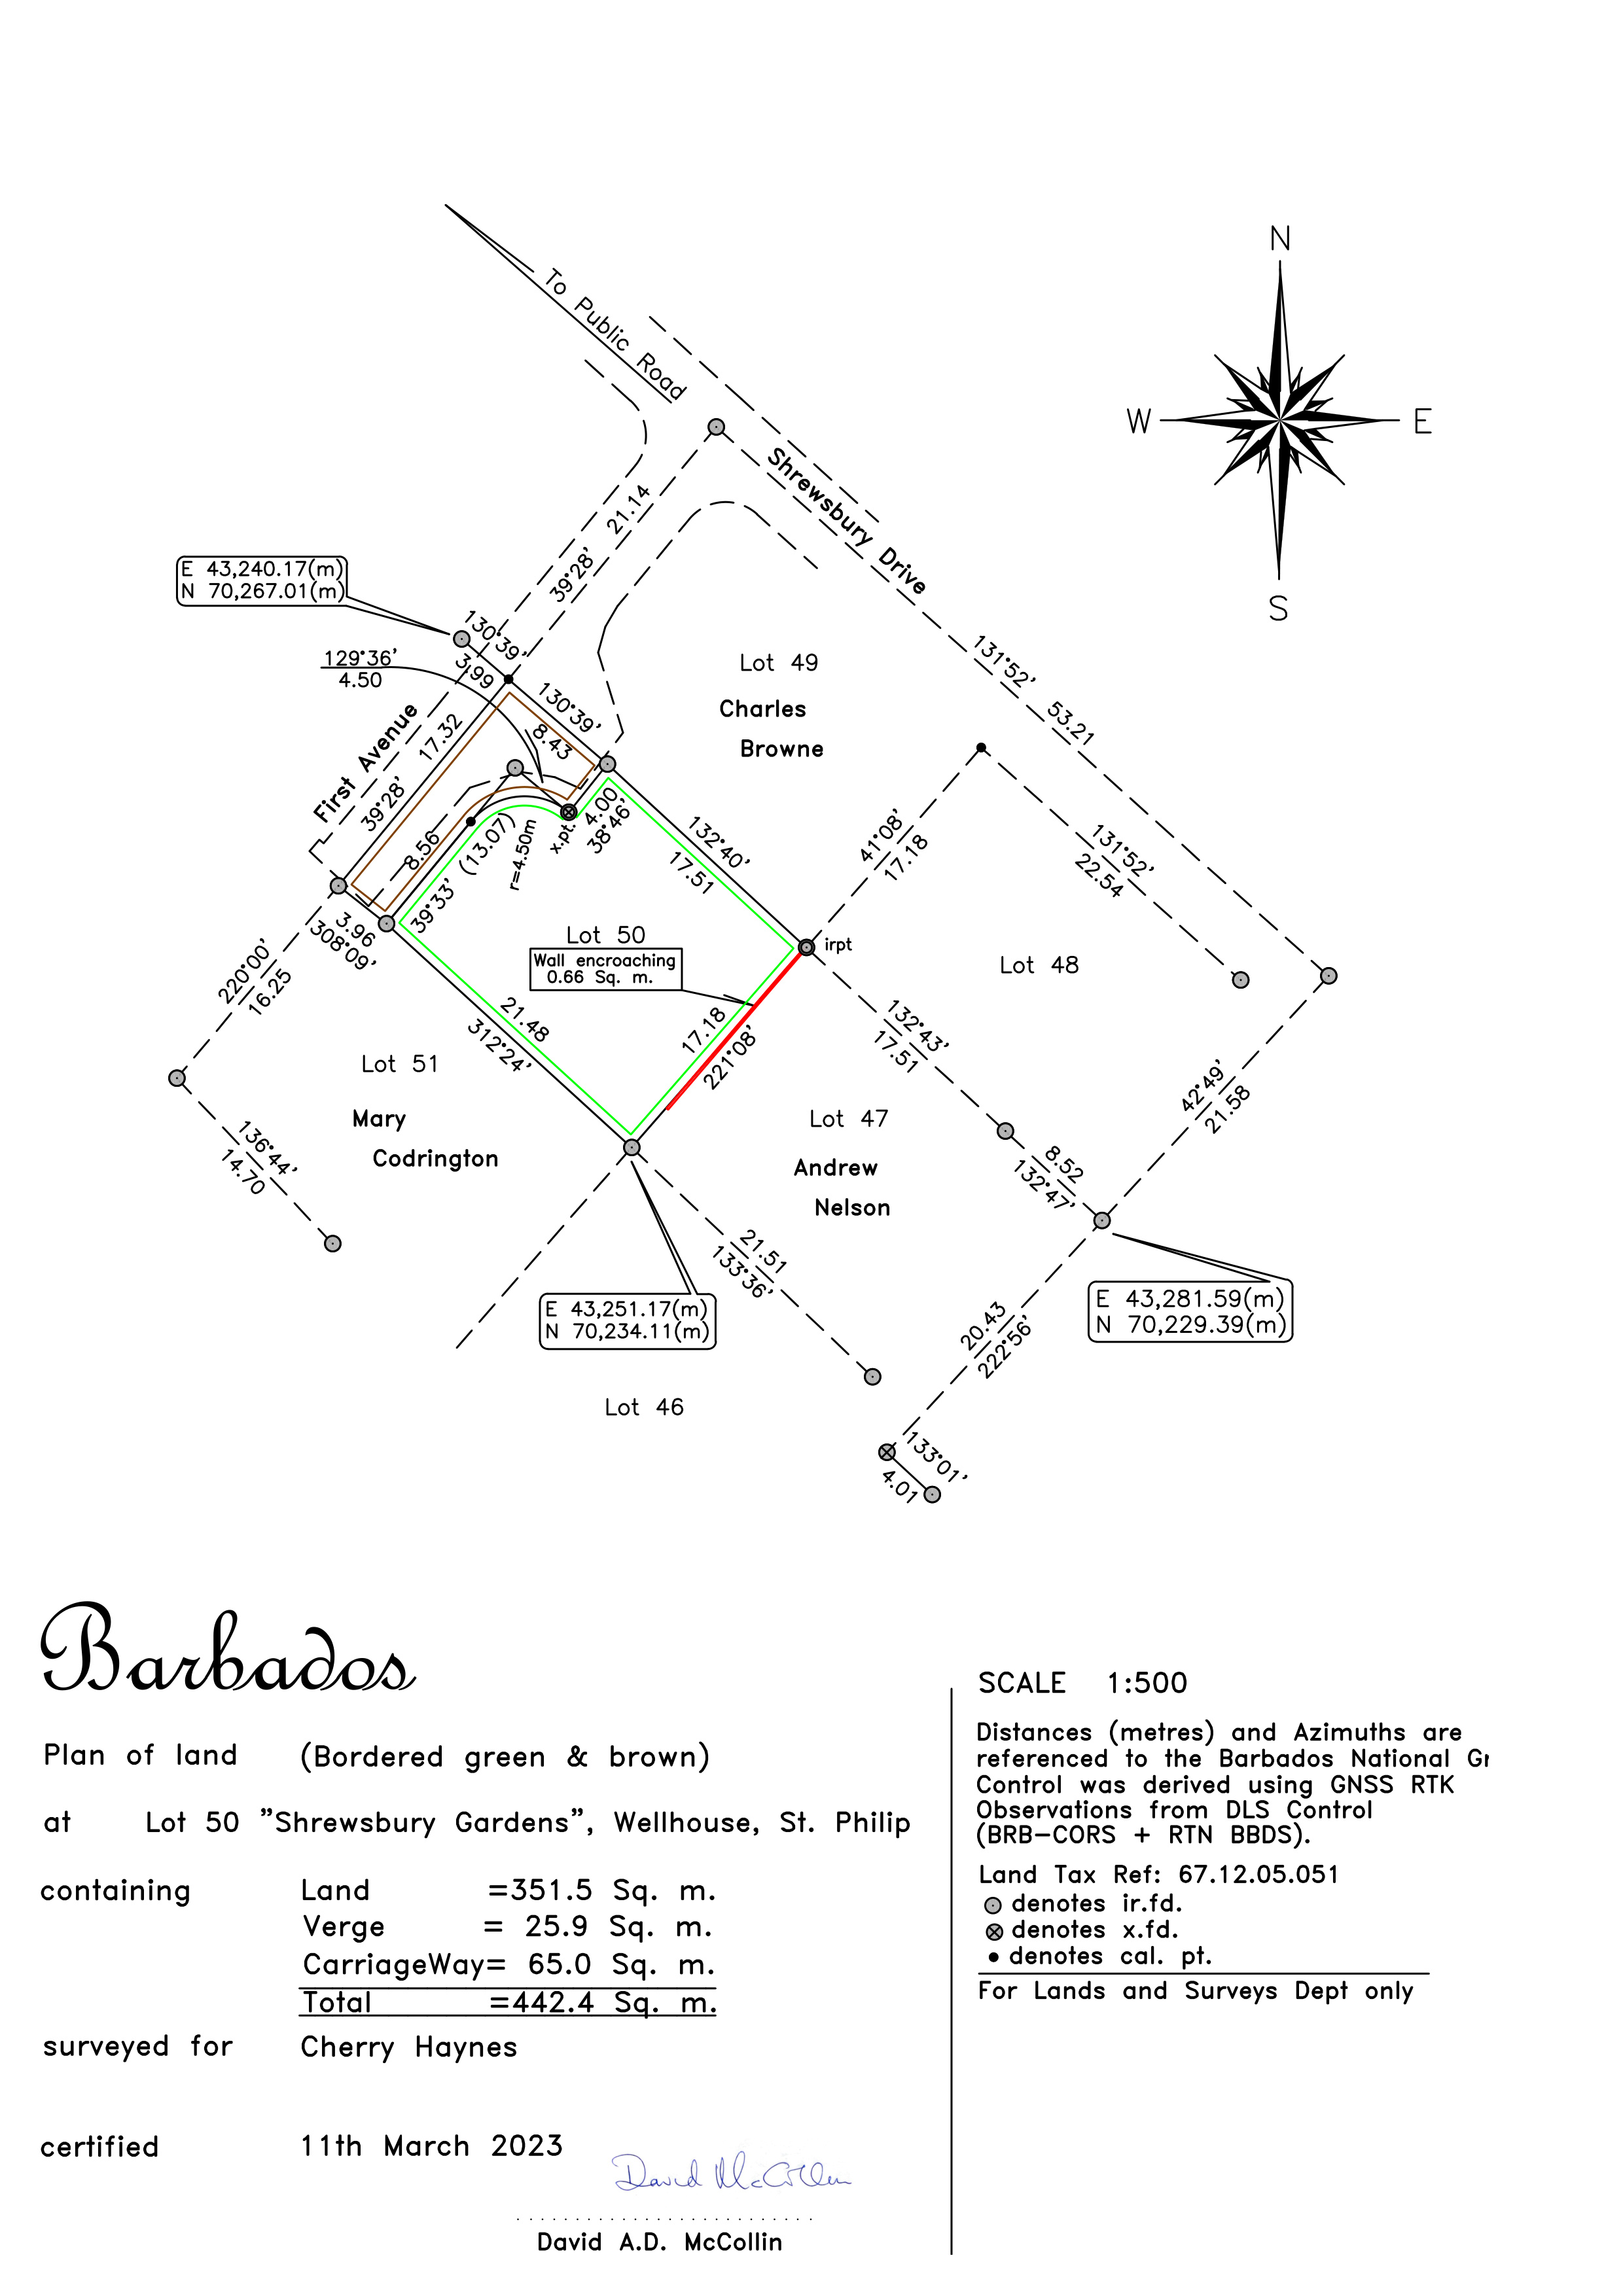 N
W
E
S
To Public Road
Shrewsbury Drive
21.14
39°28'
E 43,240.17(m)
N 70,267.01(m)
130°39'
3.99
129°36'
4.50
130°39'
8.43
First Avenue
17.32
39°28'
8.56
39°33'
(13.07)
r=4.50m
x.pt.
4.00
38°46'
Lot 49
Charles
Browne
131°52'
53.21
132°40'
17.51
41°08'
17.18
131°52'
22.54
3.96
308°09'
220°00'
16.25
Lot 50
Wall encroaching
0.66 Sq. m.
irpt
Lot 48
21.48
312°24'
17.18
221°08'
132°43'
17.51
42°49'
21.58
Lot 51
Mary
Codrington
Lot 47
Andrew
Nelson
136°44'
14.70
8.52
132°47'
21.51
133°36'
E 43,251.17(m)
N 70,234.11(m)
E 43,281.59(m)
N 70,229.39(m)
20.43
222°56'
Lot 46
133°01'
4.01
Barbados
Plan of land (Bordered green & brown)
at Lot 50 "Shrewsbury Gardens", Wellhouse, St. Philip
containing Land =351.5 Sq. m.
Verge = 25.9 Sq. m.
CarriageWay= 65.0 Sq. m.
Total =442.4 Sq. m.
surveyed for Cherry Haynes
certified 11th March 2023
David McCollin
David A.D. McCollin
SCALE 1:500
Distances (metres) and Azimuths are
referenced to the Barbados National Gr
Control was derived using GNSS RTK
Observations from DLS Control
(BRB-CORS + RTN BBDS).
Land Tax Ref: 67.12.05.051
denotes ir.fd.
denotes x.fd.
denotes cal. pt.
For Lands and Surveys Dept only